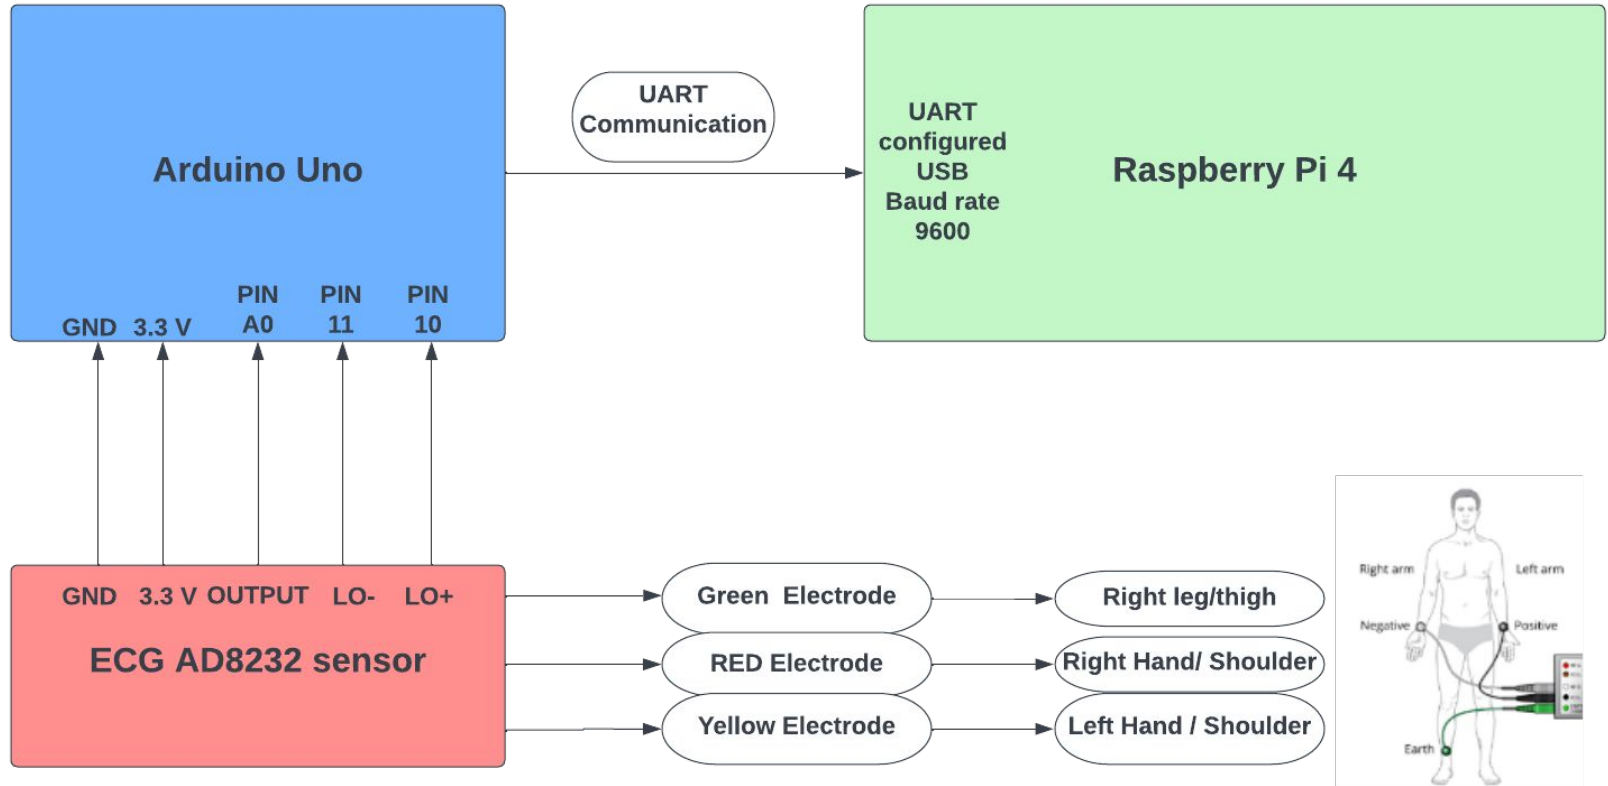 Arduino Uno
UART
Communication
UART
configured
USB
Baud rate
9600
Raspberry Pi 4
GND 3.3 V
PIN
A0
PIN
11
PIN
10
GND 3.3 V OUTPUT LO- LO+
ECG AD8232 sensor
Green Electrode
Right leg/thigh
RED Electrode
Right Hand/ Shoulder
Yellow Electrode
Left Hand / Shoulder
Right arm
Left arm
Negative
Positive
Earth